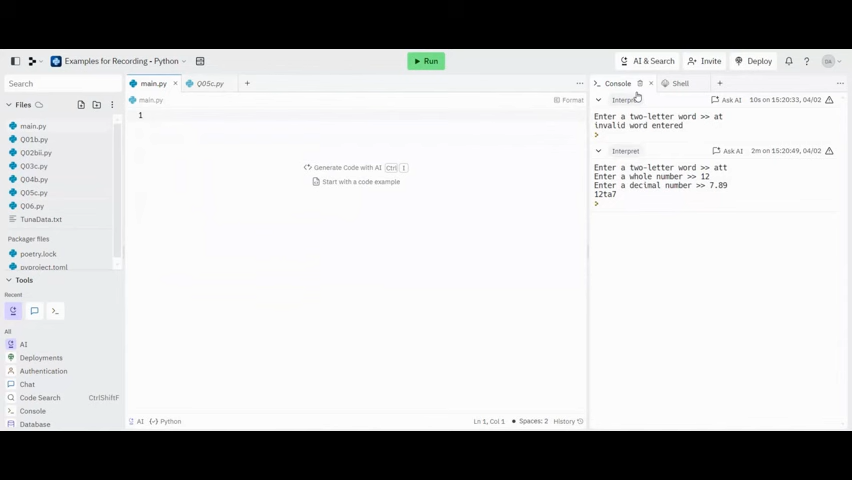 Examples for Recording - Python
Run
AI & Search
Invite
Deploy
DA
Search
Files
main.py
Q01b.py
Q02bii.py
Q03c.py
Q04b.py
Q05c.py
Q06.py
TunaData.txt
Packager files
poetry.lock
pyproject.toml
Tools
Recent
All
AI
Deployments
Authentication
Chat
Code Search CtrlShiftF
Console
Database
main.py Q05c.py
main.py
Format
1
Generate Code with AI Ctrl I
Start with a code example
AI Python
Ln 1, Col 1 Spaces: 2 History
Console Shell
Ask AI 10s on 15:20:33, 04/02
Enter a two-letter word >> at
invalid word entered
>
Interpret Ask AI 2m on 15:20:49, 04/02
Enter a two-letter word >> att
Enter a whole number >> 12
Enter a decimal number >> 7.89
12ta7
>